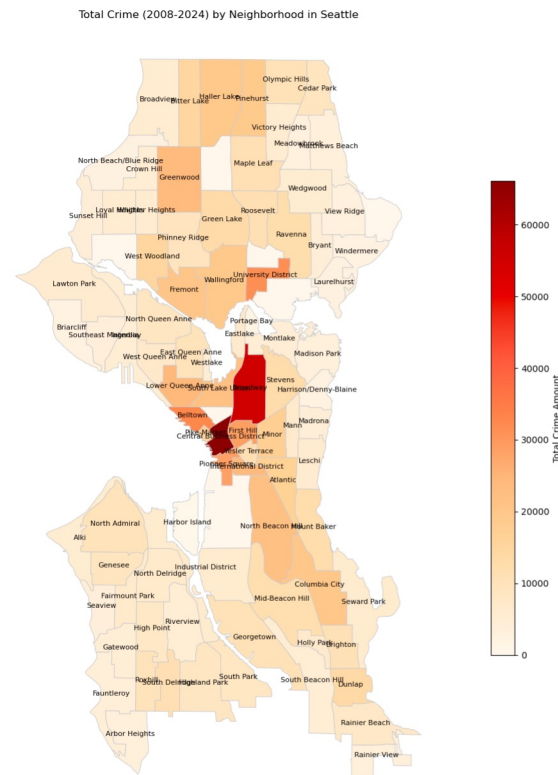 Total Crime (2008-2024) by Neighborhood in Seattle
Olympic Hills
Cedar Park
Broadview
Bitter Lake
Haller Lake
Pinehurst
Victory Heights
Meadowbrook
Matthews Beach
North Beach/Blue Ridge
Crown Hill
Maple Leaf
Greenwood
Wedgwood
Loyal Heights
Whittier Heights
Sunset Hill
Green Lake
Roosevelt
View Ridge
Phinney Ridge
Ravenna
Bryant
Windermere
West Woodland
Wallingford
University District
Laurelhurst
Lawton Park
Fremont
North Queen Anne
Portage Bay
Briarcliff
Southeast Magnolia
Eastlake
Montlake
West Queen Anne
East Queen Anne
Westlake
Madison Park
Lower Queen Anne
South Lake Union
Broadway
Stevens
Harrison/Denny-Blaine
Belltown
Pike-Market
Central Business District
First Hill
Minor
Mann
Madrona
Yesler Terrace
Pioneer Square
International District
Leschi
Atlantic
North Admiral
Alki
Harbor Island
North Beacon Hill
Mount Baker
Genesee
North Delridge
Industrial District
Columbia City
Fairmount Park
Seaview
Mid-Beacon Hill
Seward Park
High Point
Riverview
Georgetown
Gatewood
Holly Park
Brighton
Roxhill
South Delridge
Highland Park
South Park
South Beacon Hill
Dunlap
Fauntleroy
Rainier Beach
Arbor Heights
Rainier View
60000
50000
40000
30000
20000
10000
0
Total Crime Amount